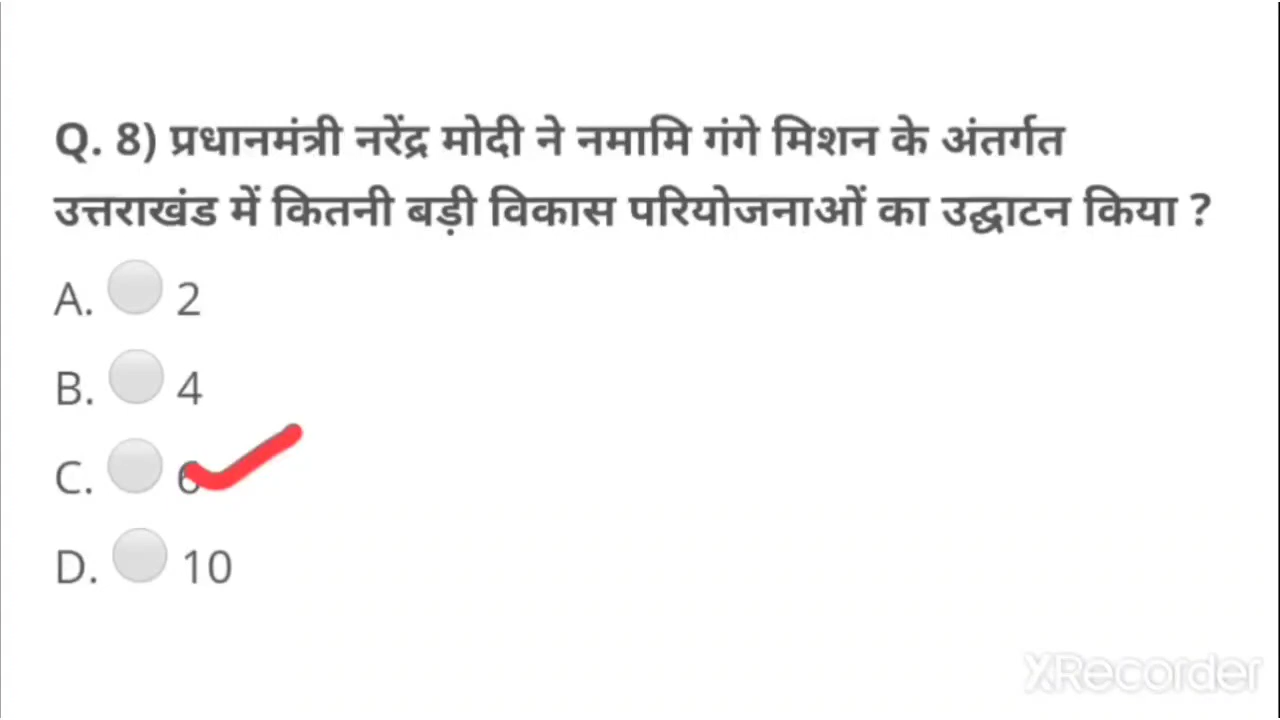 Q. 8) प्रधानमंत्री नरेंद्र मोदी ने नमामि गंगे मिशन के अंतर्गत
उत्तराखंड में कितनी बड़ी विकास परियोजनाओं का उद्घाटन किया ?
A. 2
B. 4
C. 6
D. 10
XRecorder